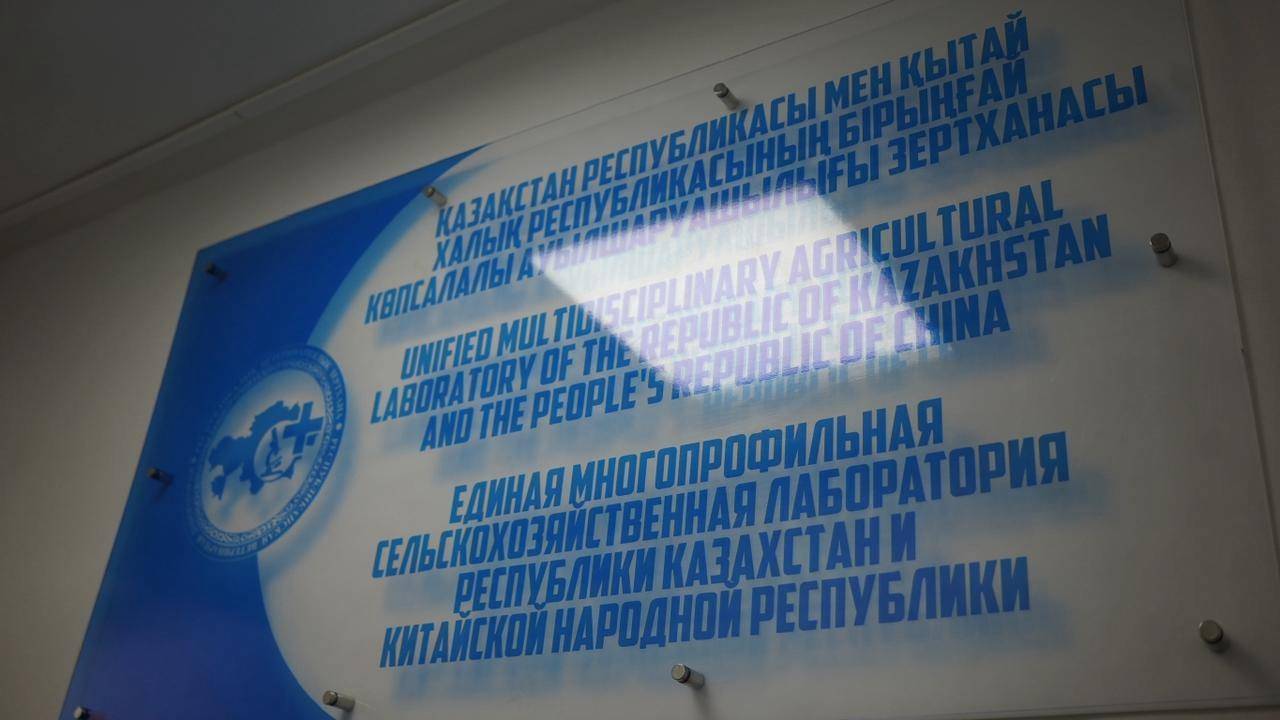 ҚАЗАҚСТАН РЕСПУБЛИКАСЫ МЕН ҚЫТАЙ
ХАЛЫҚ РЕСПУБЛИКАСЫНЫҢ БІРЫҢҒАЙ
КӨПСАЛАЛЫ АУЫЛШАРУАШЫЛЫҒЫ ЗЕРТХАНАСЫ
UNIFIED MULTIDISCIPLINARY AGRICULTURAL
LABORATORY OF THE REPUBLIC OF KAZAKHSTAN
AND THE PEOPLE'S REPUBLIC OF CHINA
ЕДИНАЯ МНОГОПРОФИЛЬНАЯ
СЕЛЬСКОХОЗЯЙСТВЕННАЯ ЛАБОРАТОРИЯ
РЕСПУБЛИКИ КАЗАХСТАН И
КИТАЙСКОЙ НАРОДНОЙ РЕСПУБЛИКИ